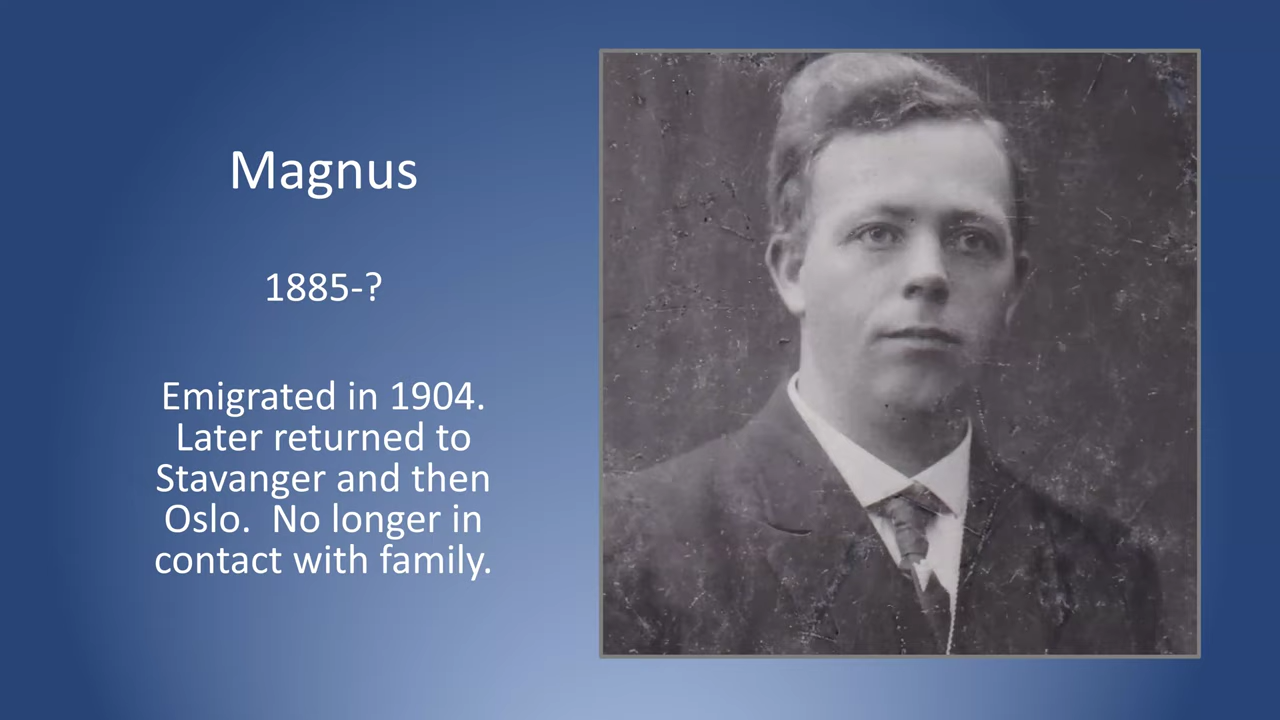 Magnus
1885-?
Emigrated in 1904.
Later returned to
Stavanger and then
Oslo.  No longer in
contact with family.